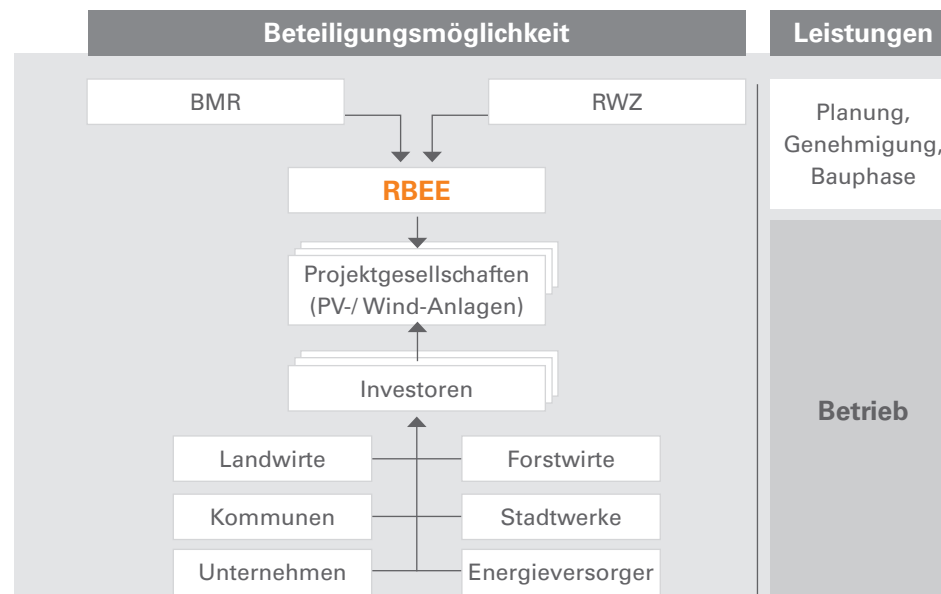 Beteiligungsmöglichkeit
Leistungen
BMR
RWZ
Planung,
Genehmigung,
Bauphase
RBEE
Projektgesellschaften
(PV-/ Wind-Anlagen)
Investoren
Betrieb
Landwirte
Forstwirte
Kommunen
Stadtwerke
Unternehmen
Energieversorger